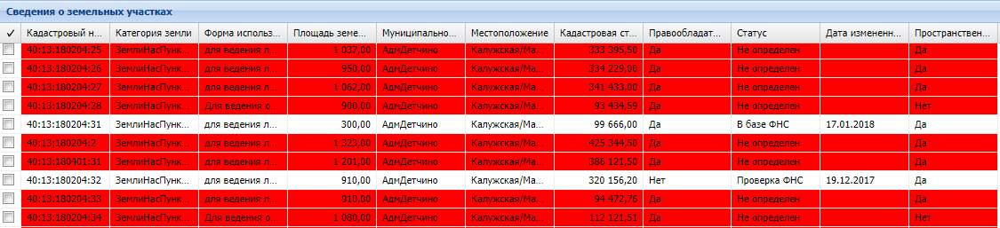 Сведения о земельных участках
✓ Кадастровый н... Категория земли Форма использ... Площадь земе... Муниципально... Местоположение Кадастровая ст... Правообладат... Статус Дата изменени... Пространствен...
40:13:180204:25 ЗемлиНасПунк... для ведения л... 1 037,00 АдмДетчино Калужская/Ма... 333 395,50 Да Не определен Да
40:13:180204:26 ЗемлиНасПунк... для ведения л... 950,00 АдмДетчино Калужская/Ма... 334 229,00 Да Не определен Да
40:13:180204:27 ЗемлиНасПунк... для ведения л... 1 062,00 АдмДетчино Калужская/Ма... 341 433,00 Да Не определен Да
40:13:180204:28 ЗемлиНасПунк... Для ведения о... 900,00 АдмДетчино Калужская/Ма... 93 434,59 Да Не определен Нет
40:13:180204:31 ЗемлиНасПунк... для ведения л... 300,00 АдмДетчино Калужская/Ма... 99 666,00 Да В базе ФНС 17.01.2018 Да
40:13:180204:2 ЗемлиНасПунк... для ведения л... 1 323,00 АдмДетчино Калужская/Ма... 425 344,50 Да Не определен Да
40:13:180401:31 ЗемлиНасПунк... для ведения л... 1 201,00 АдмДетчино Калужская/Ма... 386 121,50 Да Не определен Да
40:13:180204:32 ЗемлиНасПунк... для ведения л... 910,00 АдмДетчино Калужская/Ма... 320 156,20 Нет Проверка ФНС 19.12.2017 Да
40:13:180204:33 ЗемлиНасПунк... для ведения л... 910,00 АдмДетчино Калужская/Ма... 94 472,76 Да Не определен Да
40:13:180204:34 ЗемлиНасПунк... Для ведения о... 1 080,00 АдмДетчино Калужская/Ма... 112 121,51 Да Не определен Нет